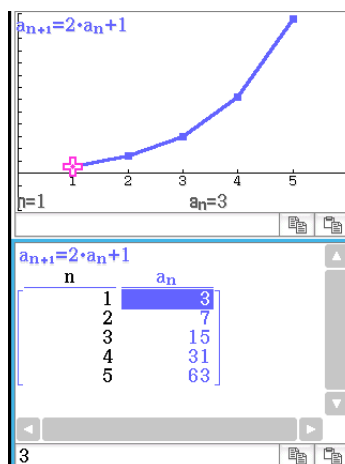 aₙ₊₁=2·aₙ+1
1 2 3 4 5
n=1 aₙ=3
aₙ₊₁=2·aₙ+1
n aₙ
1 3
2 7
3 15
4 31
5 63
3